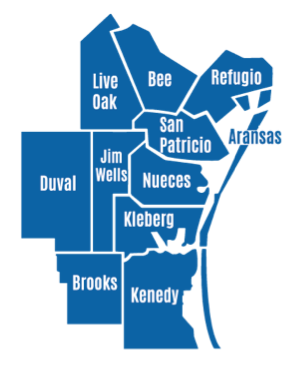 Live
Oak
Bee
Refugio
San
Patricio
Aransas
Jim
Wells
Duval
Nueces
Kleberg
Brooks
Kenedy